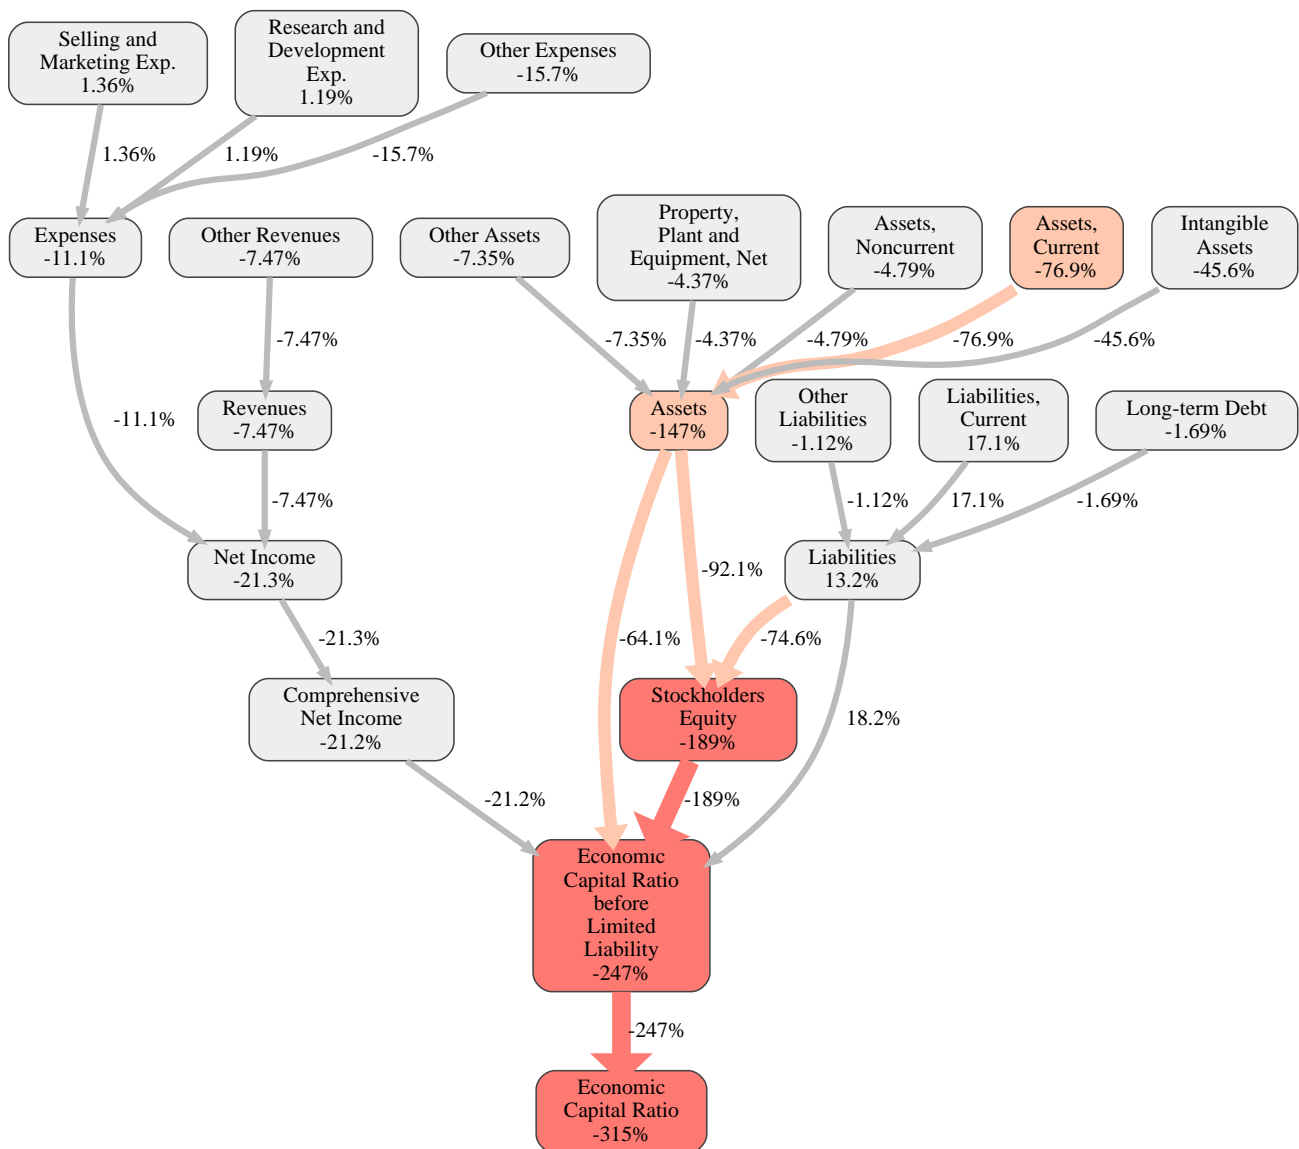 Selling and
Marketing Exp.
1.36%
Research and
Development
Exp.
1.19%
Other Expenses
-15.7%
1.36%
1.19%
-15.7%
Expenses
-11.1%
Other Revenues
-7.47%
Other Assets
-7.35%
Property,
Plant and
Equipment, Net
-4.37%
Assets,
Noncurrent
-4.79%
Assets,
Current
-76.9%
Intangible
Assets
-45.6%
-7.47%
-7.35%
-4.37%
-4.79%
-76.9%
-45.6%
-11.1%
Revenues
-7.47%
Assets
-147%
Other
Liabilities
-1.12%
Liabilities,
Current
17.1%
Long-term Debt
-1.69%
-7.47%
-1.12%
17.1%
-1.69%
Net Income
-21.3%
-92.1%
Liabilities
13.2%
-21.3%
-64.1%
-74.6%
Comprehensive
Net Income
-21.2%
Stockholders
Equity
-189%
18.2%
-21.2%
-189%
Economic
Capital Ratio
before
Limited
Liability
-247%
-247%
Economic
Capital Ratio
-315%